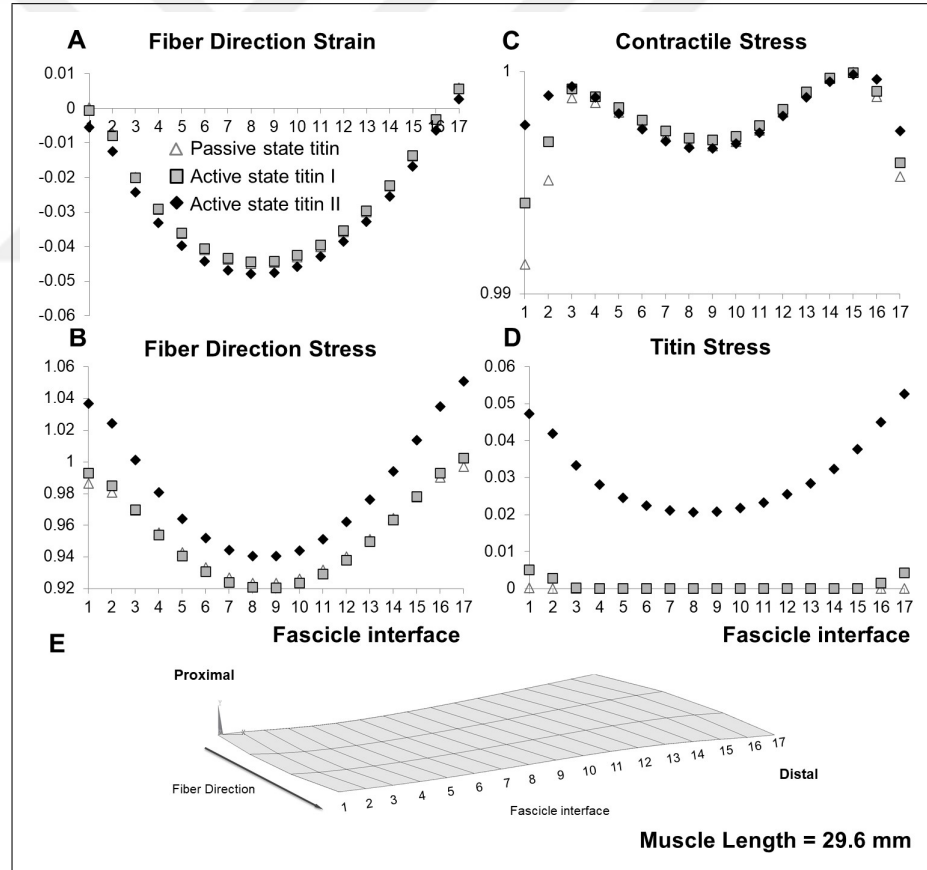 A
Fiber Direction Strain
0.01
0
-0.01
-0.02
-0.03
-0.04
-0.05
-0.06
1 2 3 4 5 6 7 8 9 10 11 12 13 14 15 16 17
Passive state titin
Active state titin I
Active state titin II
C
Contractile Stress
1
0.99
1 2 3 4 5 6 7 8 9 10 11 12 13 14 15 16 17
B
Fiber Direction Stress
1.06
1.04
1.02
1
0.98
0.96
0.94
0.92
1 2 3 4 5 6 7 8 9 10 11 12 13 14 15 16 17
Fascicle interface
D
Titin Stress
0.06
0.05
0.04
0.03
0.02
0.01
0
1 2 3 4 5 6 7 8 9 10 11 12 13 14 15 16 17
Fascicle interface
E
Proximal
Fiber Direction
1 2 3 4 5 6 7 8 9 10 11 12 13 14 15 16 17
Fascicle interface
Distal
Muscle Length = 29.6 mm